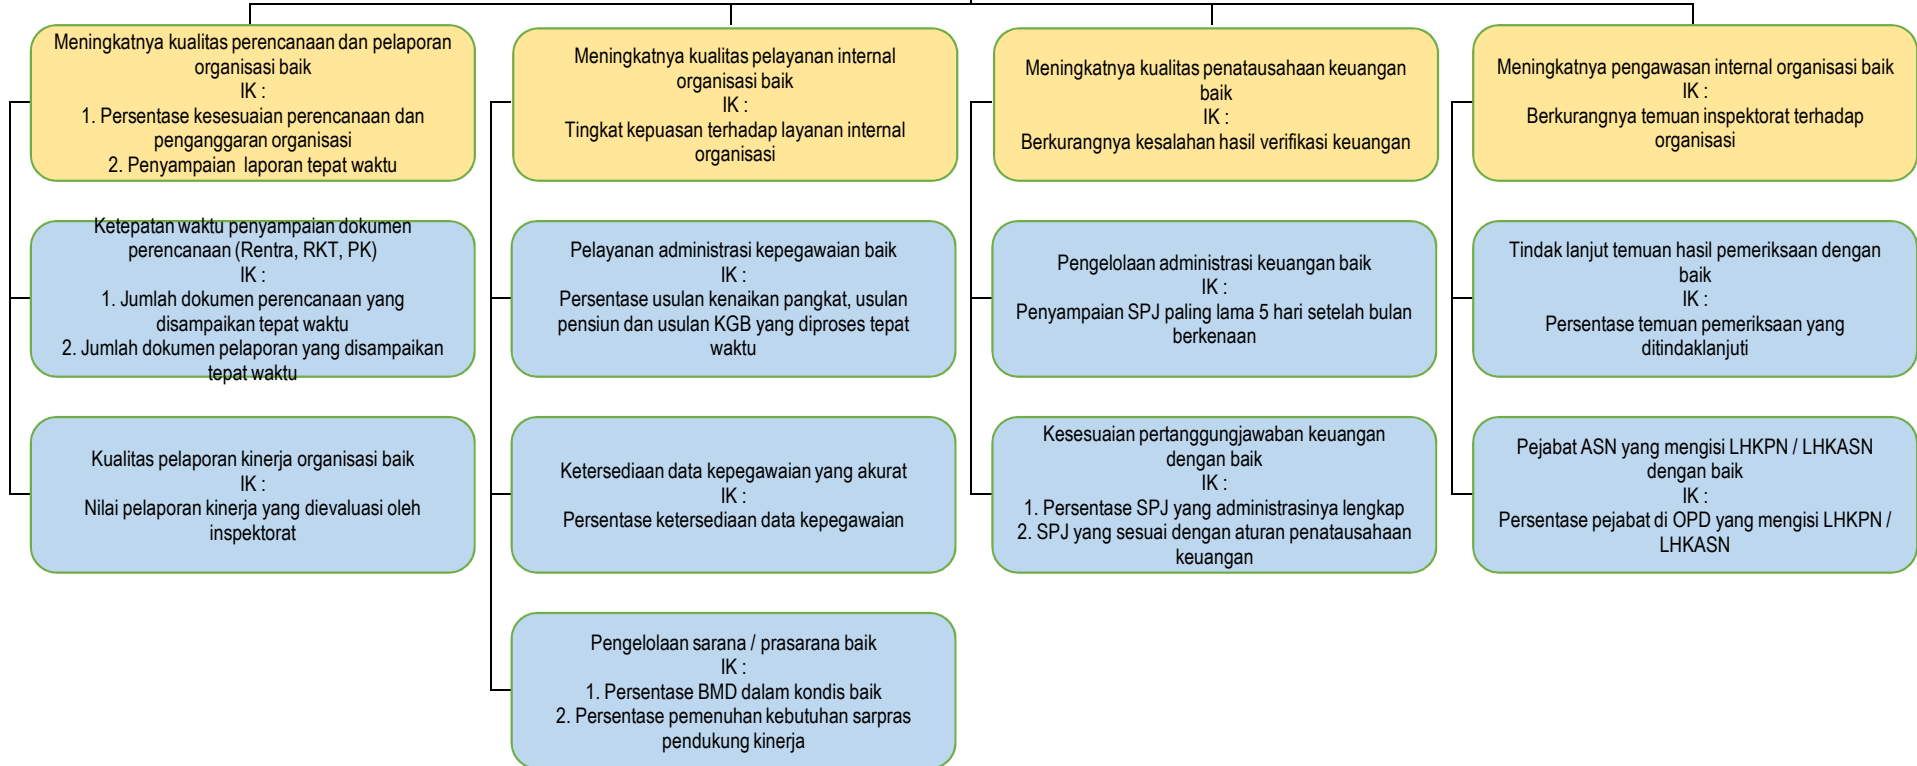 Meningkatnya kualitas perencanaan dan pelaporan
organisasi baik
IK :
1. Persentase kesesuaian perencanaan dan
penganggaran organisasi
2. Penyampaian laporan tepat waktu
Meningkatnya kualitas pelayanan internal
organisasi baik
IK :
Tingkat kepuasan terhadap layanan internal
organisasi
Meningkatnya kualitas penatausahaan keuangan
baik
IK :
Berkurangnya kesalahan hasil verifikasi keuangan
Meningkatnya pengawasan internal organisasi baik
IK :
Berkurangnya temuan inspektorat terhadap
organisasi
Ketepatan waktu penyampaian dokumen
perencanaan (Rentra, RKT, PK)
IK :
1. Jumlah dokumen perencanaan yang
disampaikan tepat waktu
2. Jumlah dokumen pelaporan yang disampaikan
tepat waktu
Pelayanan administrasi kepegawaian baik
IK :
Persentase usulan kenaikan pangkat, usulan
pensiun dan usulan KGB yang diproses tepat
waktu
Pengelolaan administrasi keuangan baik
IK :
Penyampaian SPJ paling lama 5 hari setelah bulan
berkenaan
Tindak lanjut temuan hasil pemeriksaan dengan
baik
IK :
Persentase temuan pemeriksaan yang
ditindaklanjuti
Kualitas pelaporan kinerja organisasi baik
IK :
Nilai pelaporan kinerja yang dievaluasi oleh
inspektorat
Ketersediaan data kepegawaian yang akurat
IK :
Persentase ketersediaan data kepegawaian
Kesesuaian pertanggungjawaban keuangan
dengan baik
IK :
1. Persentase SPJ yang administrasinya lengkap
2. SPJ yang sesuai dengan aturan penatausahaan
keuangan
Pejabat ASN yang mengisi LHKPN / LHKASN
dengan baik
IK :
Persentase pejabat di OPD yang mengisi LHKPN /
LHKASN
Pengelolaan sarana / prasarana baik
IK :
1. Persentase BMD dalam kondis baik
2. Persentase pemenuhan kebutuhan sarpras
pendukung kinerja